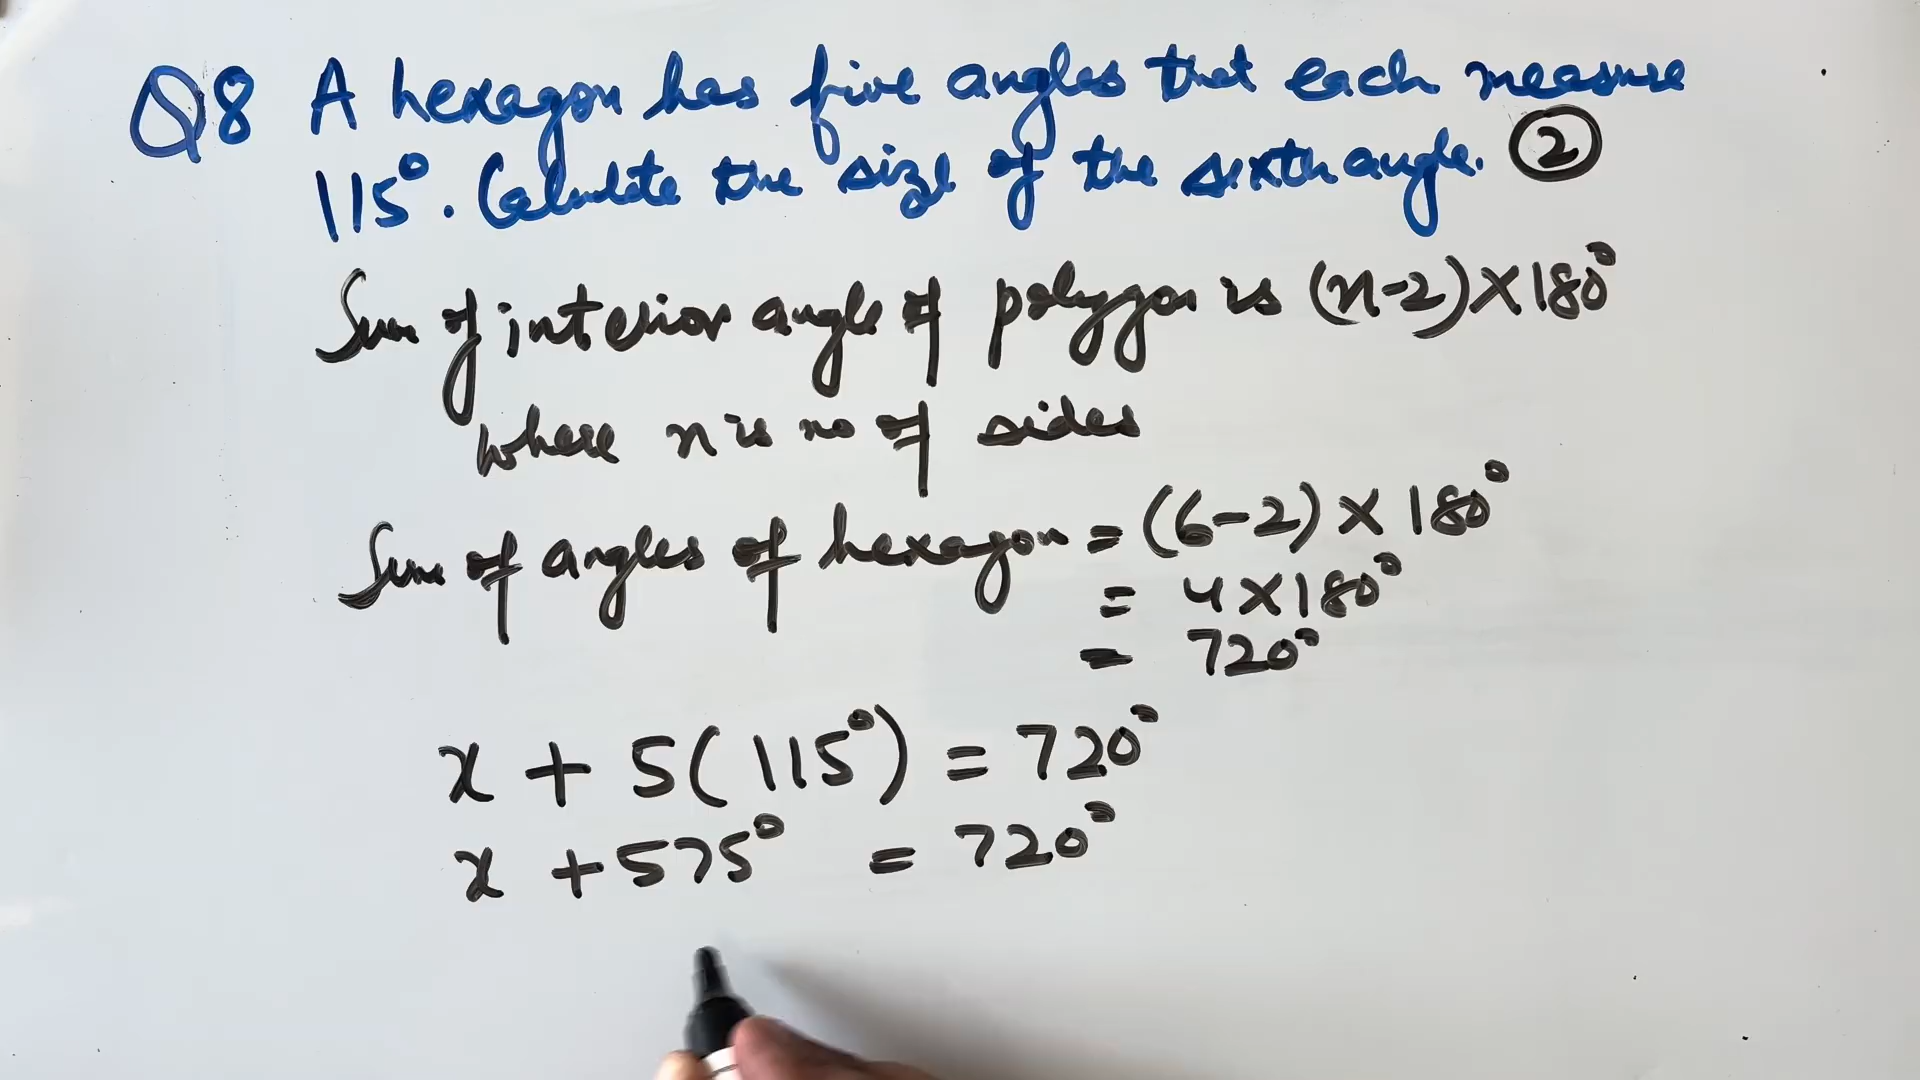 Q8 A hexagon has five angles that each measure
115°. Calculate the size of the sixth angle. 2
Sum of interior angle of polygon is (n-2)×180°
where n is no of sides
Sum of angles of hexagon = (6-2)×180°
= 4×180°
= 720°
x + 5(115°) = 720°
x + 575° = 720°